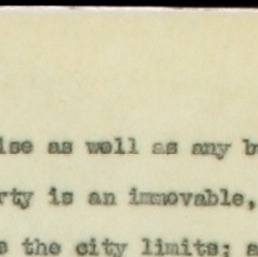 ise as well as any b
rty is an immovable,
s the city limits; a